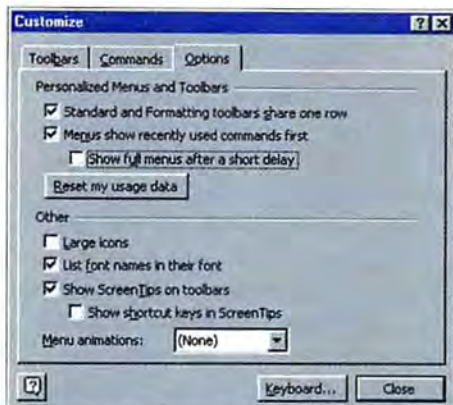 Customize
Toolbars Commands Options
Personalized Menus and Toolbars
Standard and Formatting toolbars share one row
Menus show recently used commands first
Show full menus after a short delay
Reset my usage data
Other
Large icons
List font names in their font
Show ScreenTips on toolbars
Show shortcut keys in ScreenTips
Menu animations: (None)
Keyboard... Close